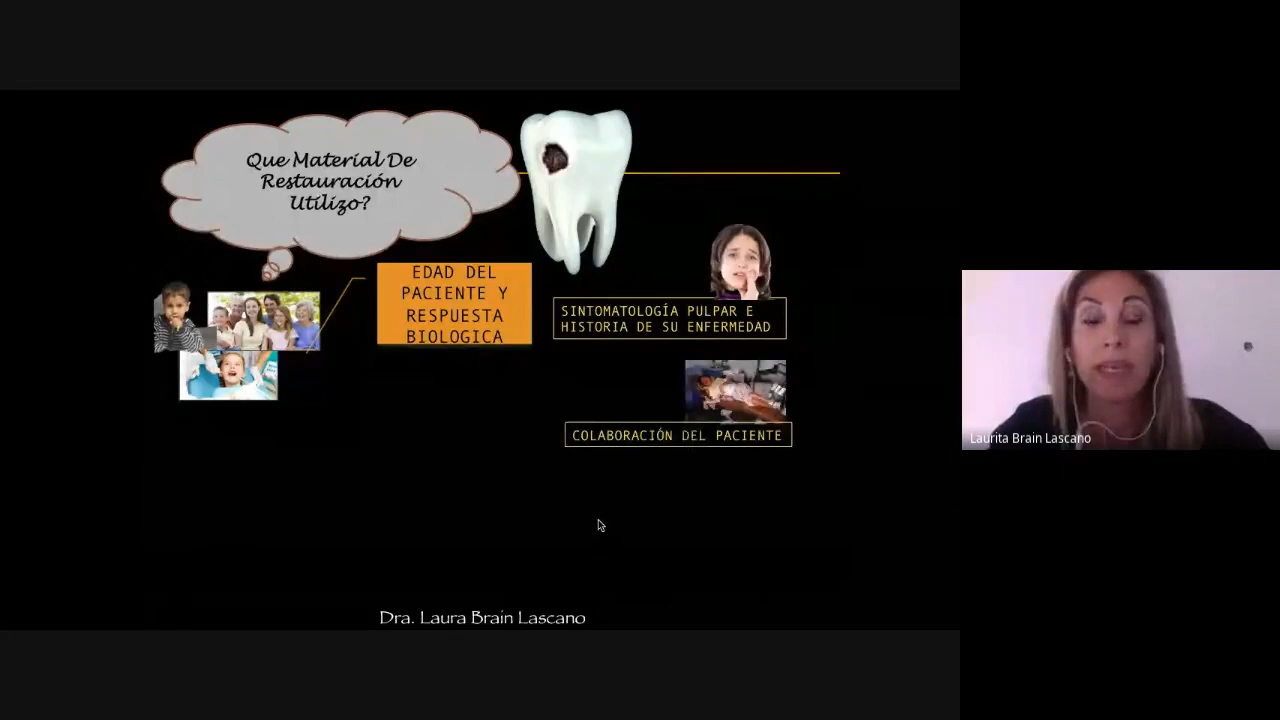 Que Material De
Restauración
Utilizo?
EDAD DEL
PACIENTE Y
RESPUESTA
BIOLOGICA
SINTOMATOLOGÍA PULPAR E
HISTORIA DE SU ENFERMEDAD
COLABORACIÓN DEL PACIENTE
Dra. Laura Brain Lascano
Laurita Brain Lascano